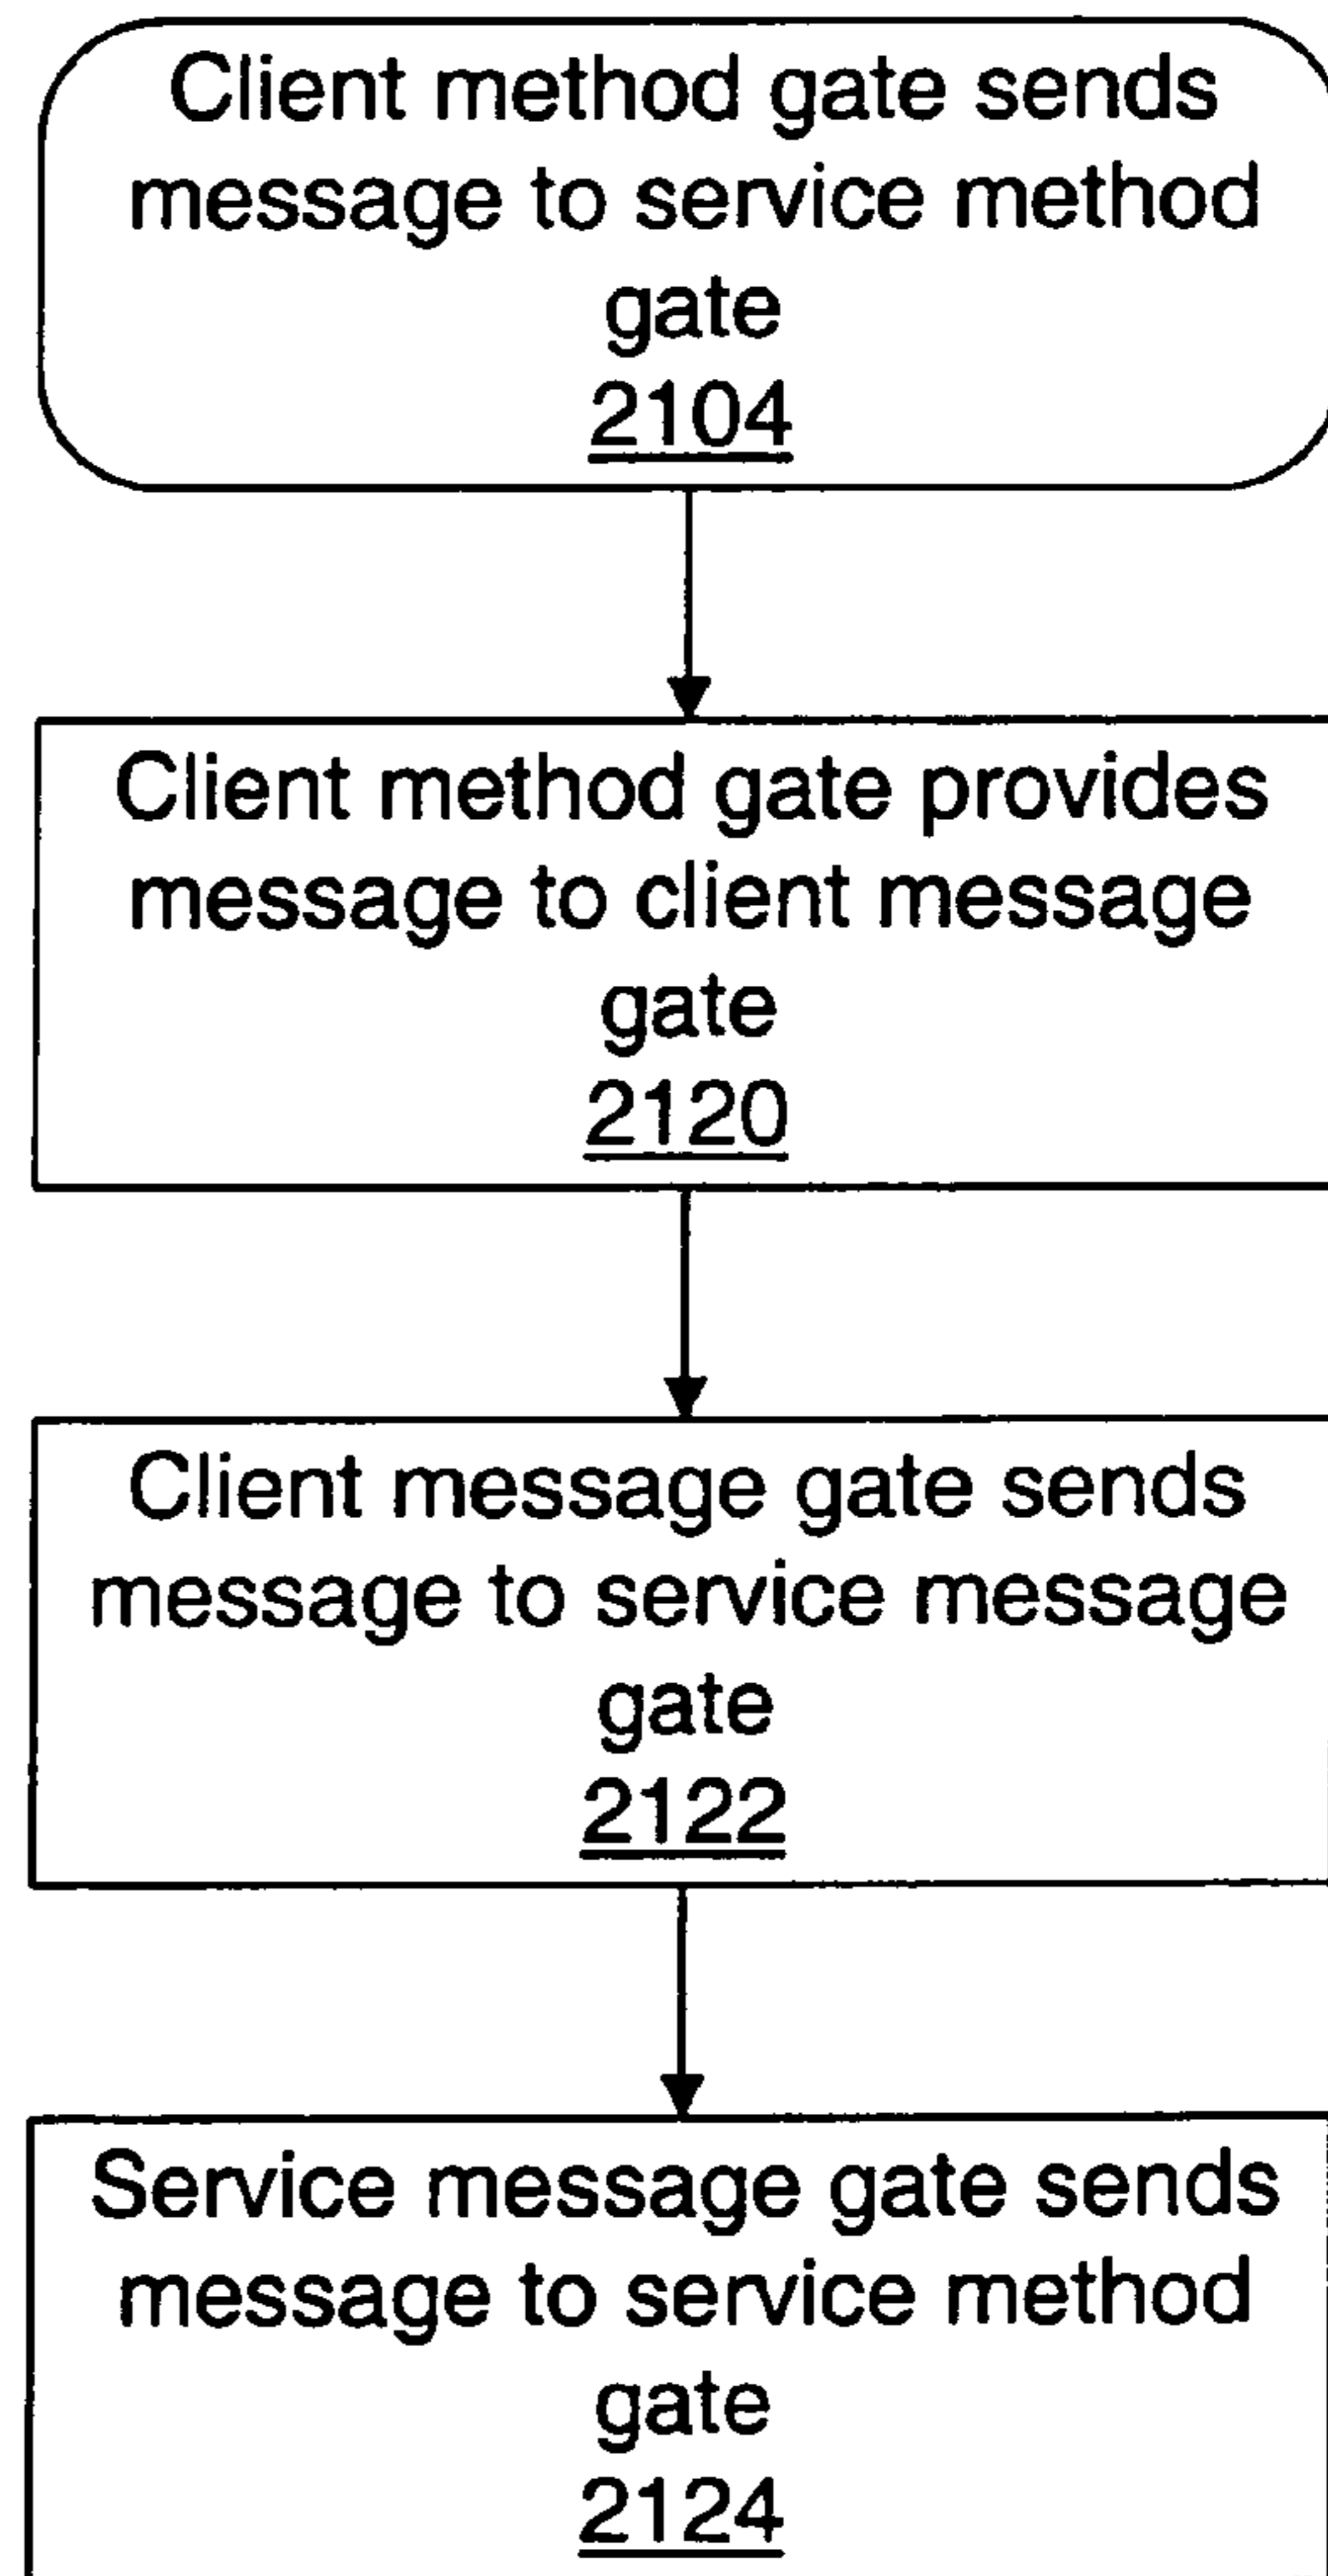 Client method gate sends
message to service method
gate
2104
Client method gate provides
message to client message
gate
2120
Client message gate sends
message to service message
gate
2122
Service message gate sends
message to service method
gate
2124